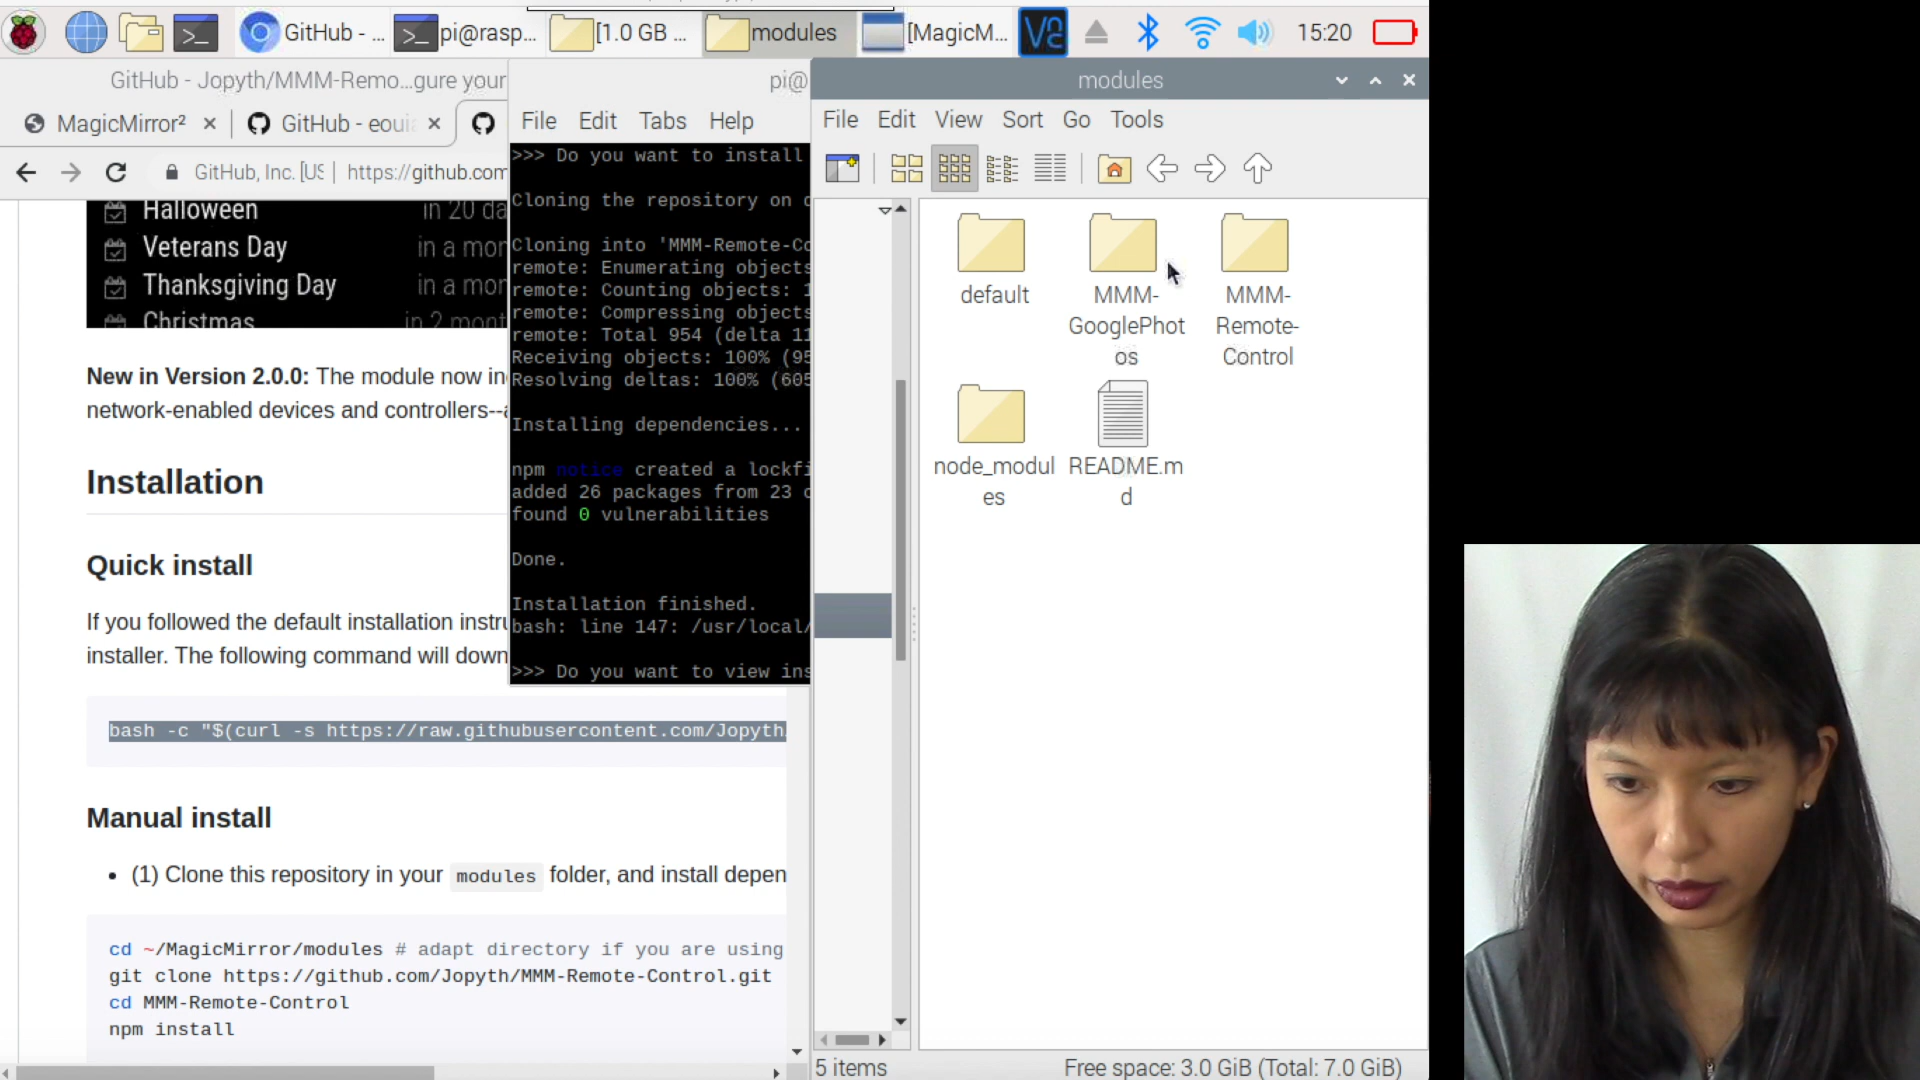 GitHub - ...
pi@rasp...
[1.0 GB ...
modules
[MagicM...
15:20
GitHub - Jopyth/MMM-Remo...gure your
MagicMirror²
GitHub - eoui
GitHub, Inc. [US
https://github.com
Halloween
in 20 da
Veterans Day
in a mon
Thanksgiving Day
in a mor
Christmas
in 2 mont
New in Version 2.0.0: The module now in
network-enabled devices and controllers--a
Installation
Quick install
If you followed the default installation instru
installer. The following command will down
bash -c "$(curl -s https://raw.githubusercontent.com/Jopyth
Manual install
(1) Clone this repository in your modules folder, and install depen
cd ~/MagicMirror/modules # adapt directory if you are using
git clone https://github.com/Jopyth/MMM-Remote-Control.git
cd MMM-Remote-Control
npm install
pi@
File Edit Tabs Help
>>> Do you want to install
Cloning the repository on
Cloning into 'MMM-Remote-Co
remote: Enumerating objects
remote: Counting objects: 1
remote: Compressing objects
remote: Total 954 (delta 11
Receiving objects: 100% (95
Resolving deltas: 100% (605
Installing dependencies...
npm notice created a lockfi
added 26 packages from 23 c
found 0 vulnerabilities
Done.
Installation finished.
bash: line 147: /usr/local/
>>> Do you want to view ins
modules
File Edit View Sort Go Tools
default
MMM-
GooglePhot
os
MMM-
Remote-
Control
node_modul
es
README.m
d
5 items
Free space: 3.0 GiB (Total: 7.0 GiB)